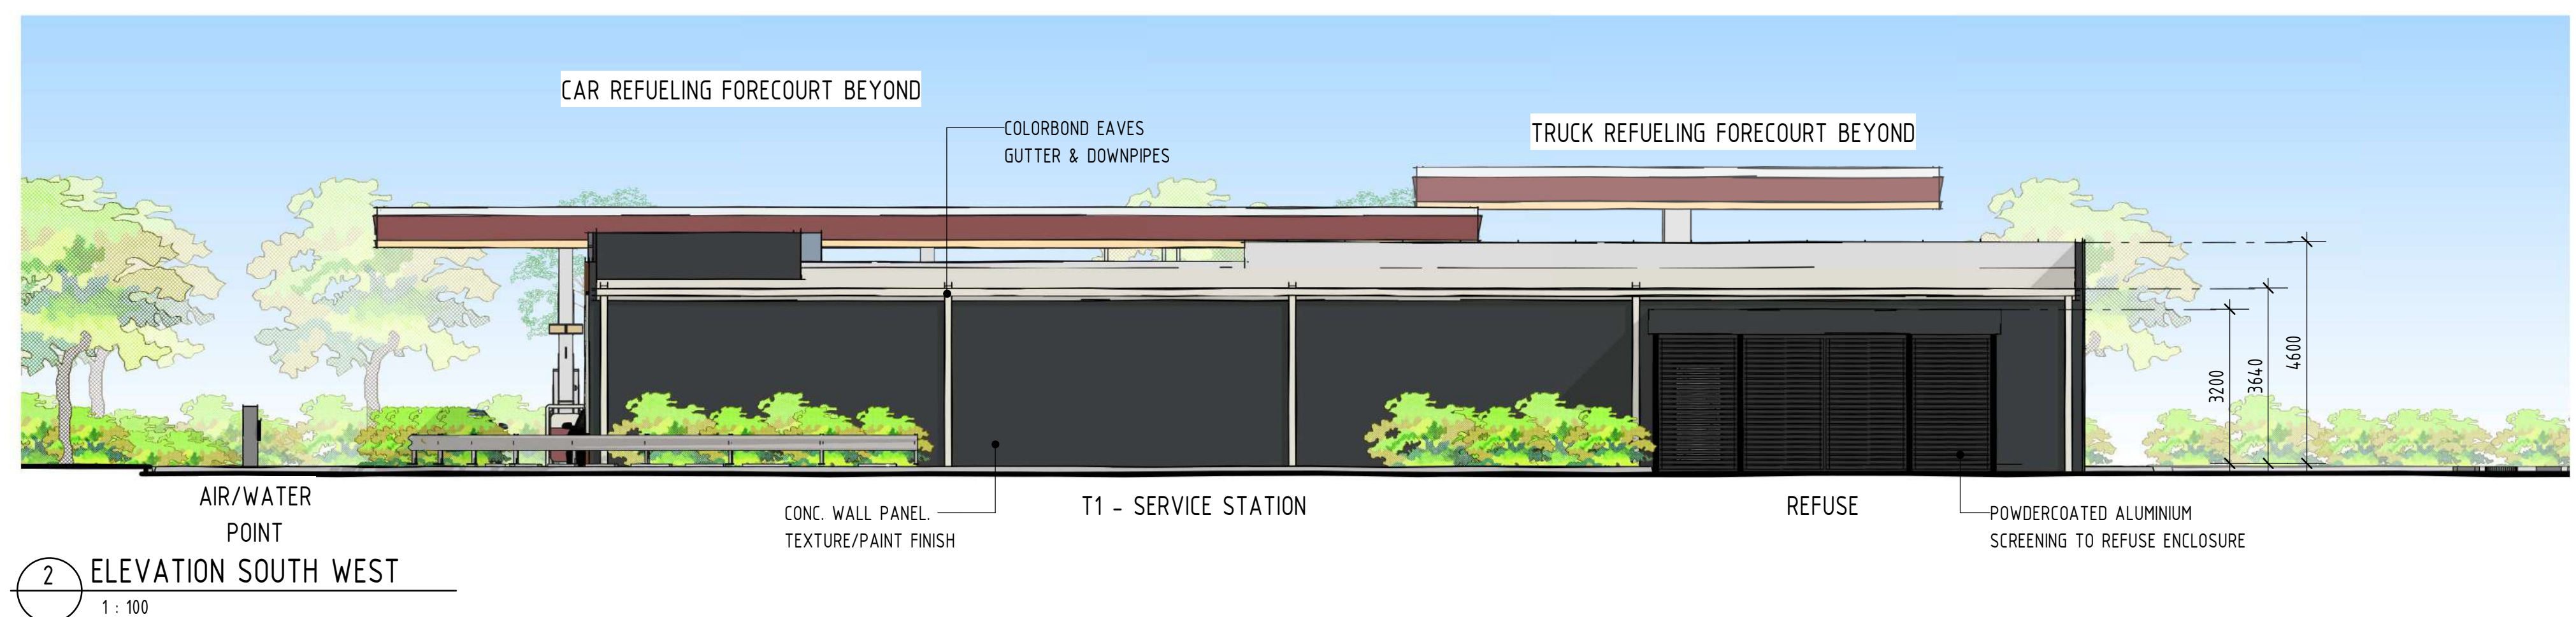 CAR REFUELING FORECOURT BEYOND
COLORBOND EAVES
GUTTER & DOWNPIPES
TRUCK REFUELING FORECOURT BEYOND
3200
3640
4600
AIR/WATER
POINT
CONC. WALL PANEL.
TEXTURE/PAINT FINISH
T1 - SERVICE STATION
REFUSE
POWDERCOATED ALUMINIUM
SCREENING TO REFUSE ENCLOSURE
2 ELEVATION SOUTH WEST
1 : 100